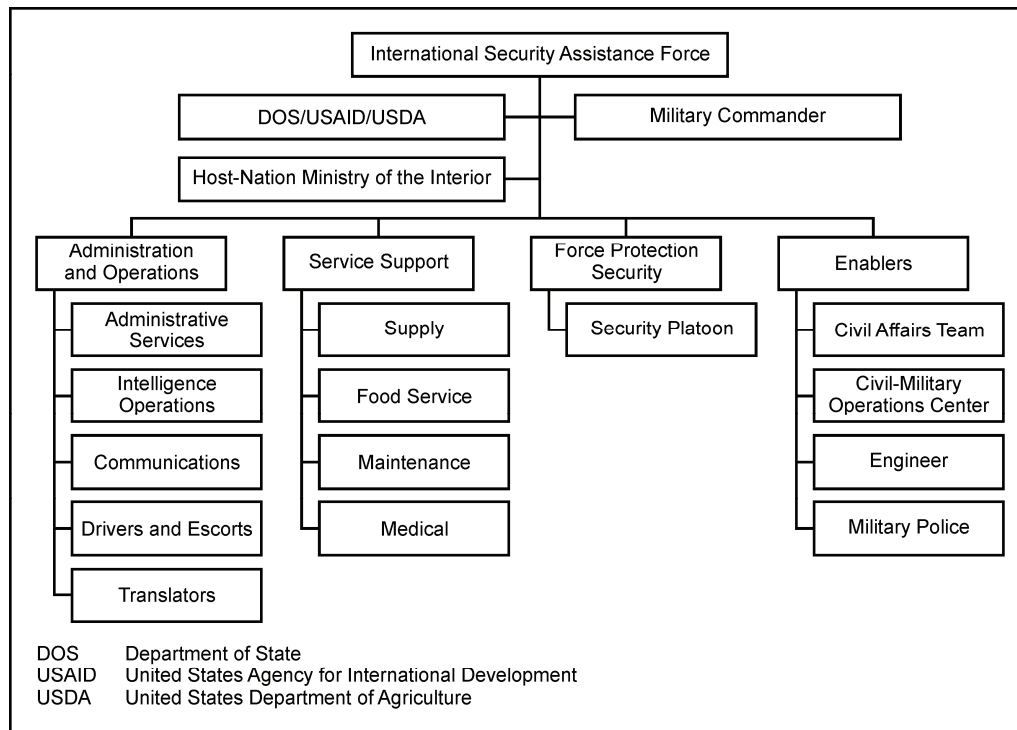 International Security Assistance Force
DOS/USAID/USDA
Military Commander
Host-Nation Ministry of the Interior
Administration
and Operations
Service Support
Force Protection
Security
Enablers
Administrative
Services
Intelligence
Operations
Communications
Drivers and Escorts
Translators
Supply
Food Service
Maintenance
Medical
Security Platoon
Civil Affairs Team
Civil-Military
Operations Center
Engineer
Military Police
DOS Department of State
USAID United States Agency for International Development
USDA United States Department of Agriculture